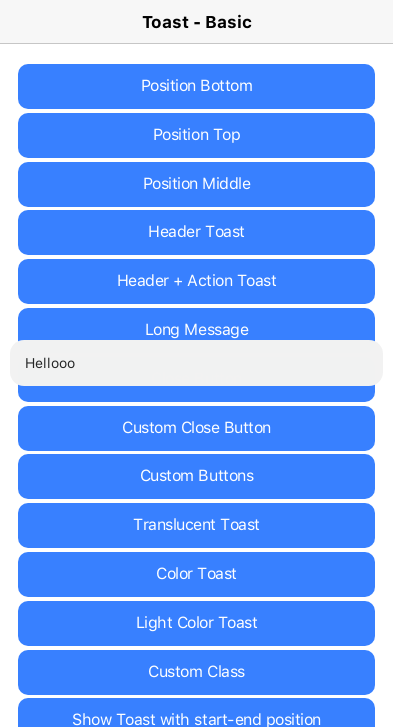 Toast - Basic
Position Bottom
Position Top
Position Middle
Header Toast
Header + Action Toast
Long Message
Hellooo
Custom Close Button
Custom Buttons
Translucent Toast
Color Toast
Light Color Toast
Custom Class
Show Toast with start-end position